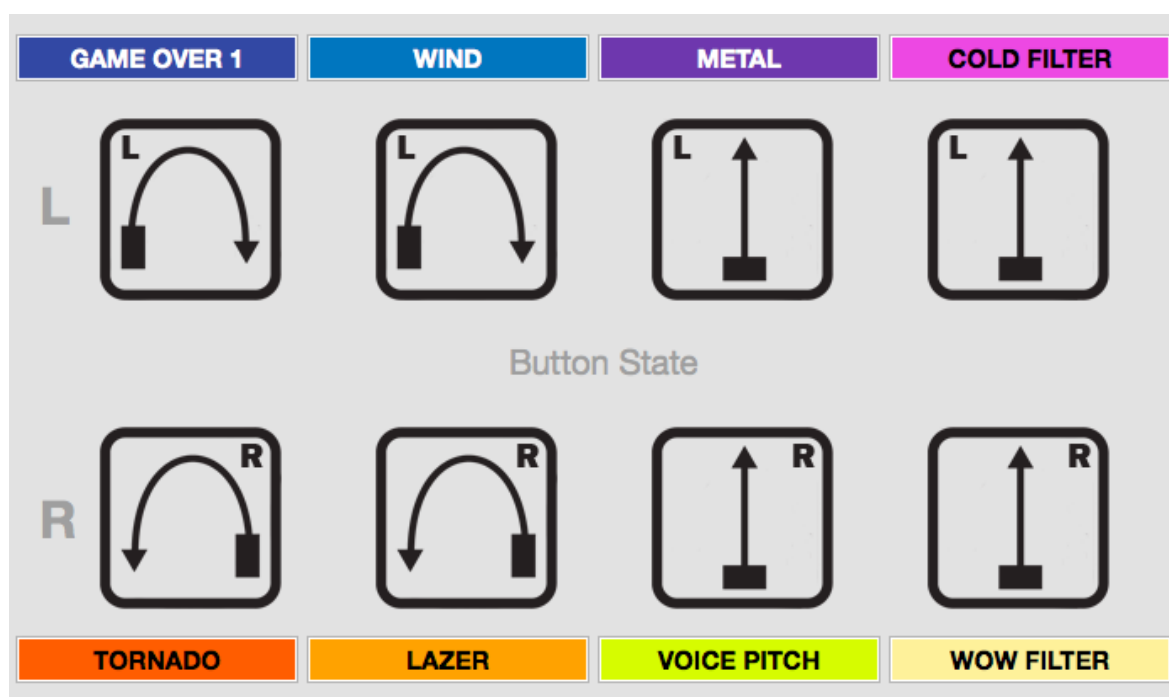 GAME OVER 1 WIND METAL COLD FILTER
L L L L
L
Button State
R R R R
R
TORNADO LAZER VOICE PITCH WOW FILTER